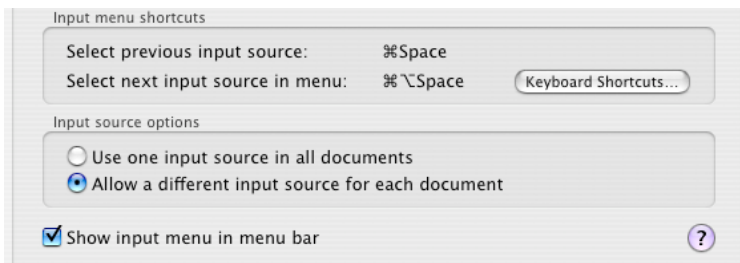 Input menu shortcuts
Select previous input source: ⌘Space
Select next input source in menu: ⌘⌥Space Keyboard Shortcuts...
Input source options
Use one input source in all documents
Allow a different input source for each document
Show input menu in menu bar ?